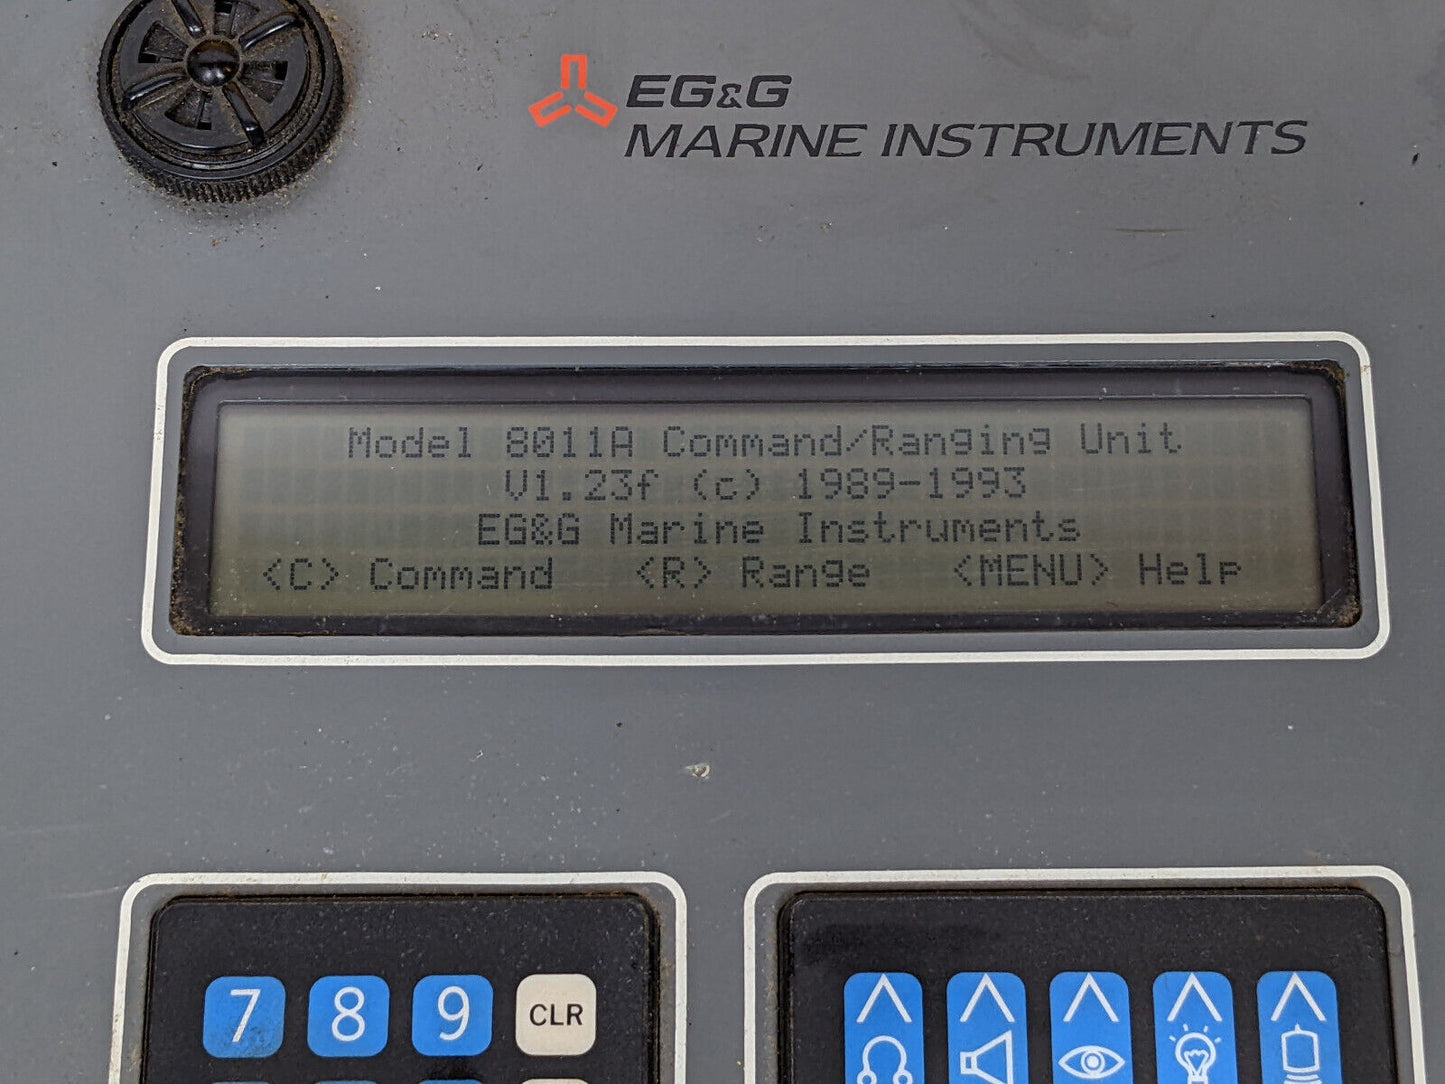 EG&G
MARINE INSTRUMENTS
Model 8011A Command/Ranging Unit
V1.23f (c) 1989-1993
EG&G Marine Instruments
<C> Command <R> Range <MENU> Help
7 8 9 CLR